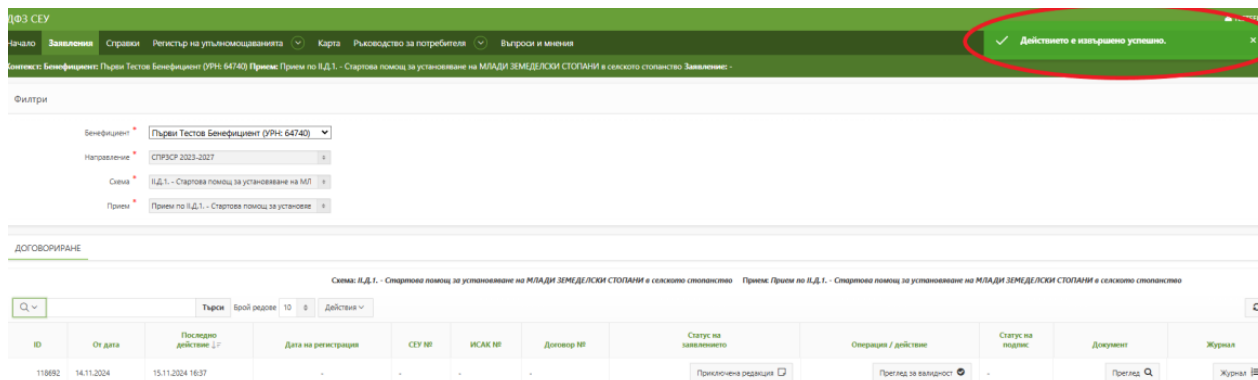 ДФЗ СЕУ
Начало Заявления Справки Регистър на упълномощаванията Карта Ръководство за потребителя Въпроси и мнения
Действието е извършено успешно. ×
Контекст: Бенефициент: Първи Тестов Бенефициент (УРН: 64740) Прием: Прием по II.Д.1. - Стартова помощ за установяване на МЛАДИ ЗЕМЕДЕЛСКИ СТОПАНИ в селското стопанство Заявление: -
Филтри
Бенефициент * Първи Тестов Бенефициент (УРН: 64740)
Направление * СПРЗСР 2023-2027
Схема * II.Д.1. - Стартова помощ за установяване на МЛ
Прием * Прием по II.Д.1. - Стартова помощ за установяве
ДОГОВОРИРАНЕ
Схема: II.Д.1. - Стартова помощ за установяване на МЛАДИ ЗЕМЕДЕЛСКИ СТОПАНИ в селското стопанство Прием: Прием по II.Д.1. - Стартова помощ за установяване на МЛАДИ ЗЕМЕДЕЛСКИ СТОПАНИ в селското стопанство
Търси Брой редове 10 Действия
ID От дата Последно действие Дата на регистрация СЕУ № ИСАК № Договор № Статус на заявлението Операция / действие Статус на подпис Документ Журнал
118692 14.11.2024 15.11.2024 16:37 - - - - Приключена редакция Преглед за валидност - Преглед Журнал